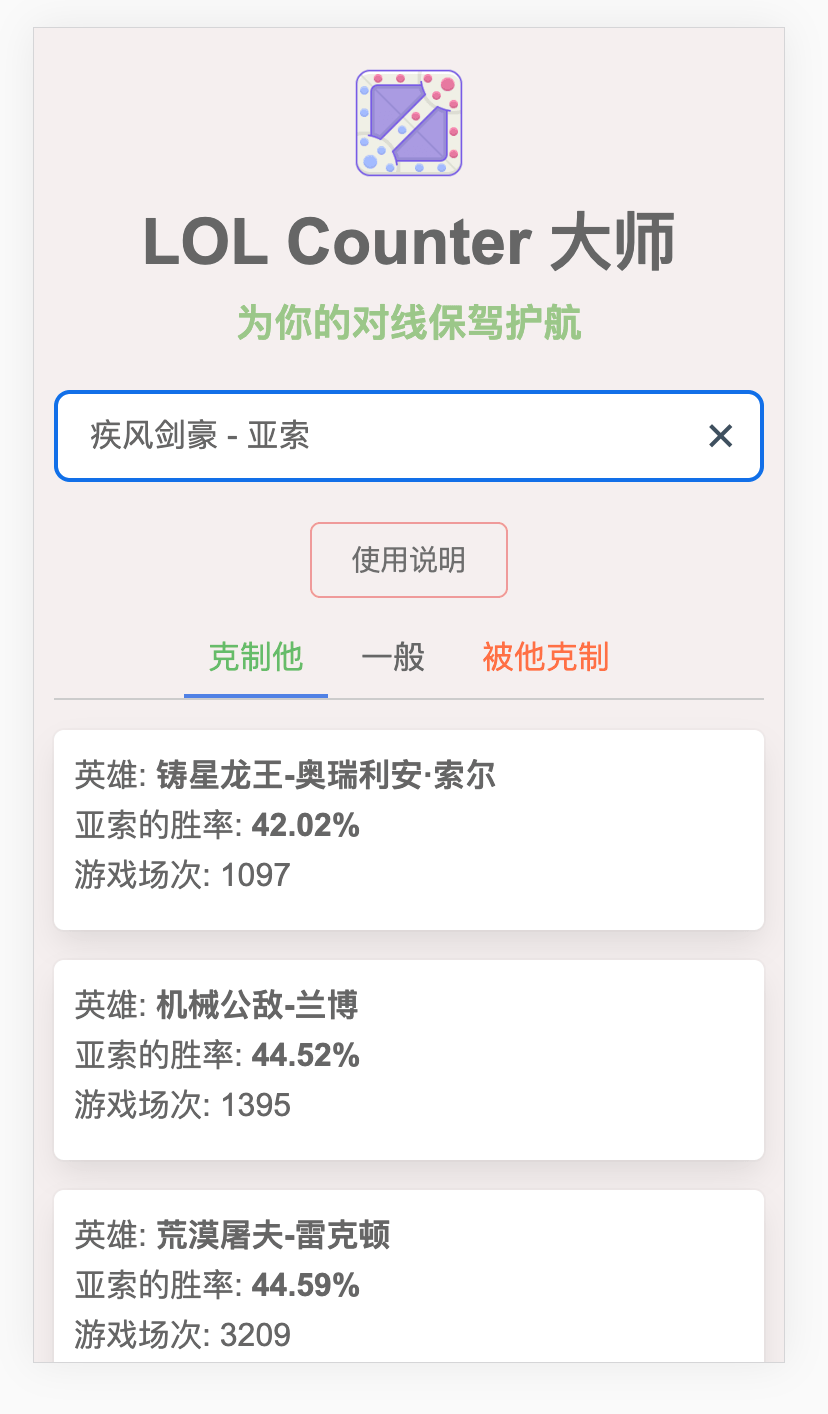 LOL Counter 大师
为你的对线保驾护航
疾风剑豪 - 亚索
使用说明
克制他 一般 被他克制
英雄: 铸星龙王-奥瑞利安·索尔
亚索的胜率: 42.02%
游戏场次: 1097
英雄: 机械公敌-兰博
亚索的胜率: 44.52%
游戏场次: 1395
英雄: 荒漠屠夫-雷克顿
亚索的胜率: 44.59%
游戏场次: 3209